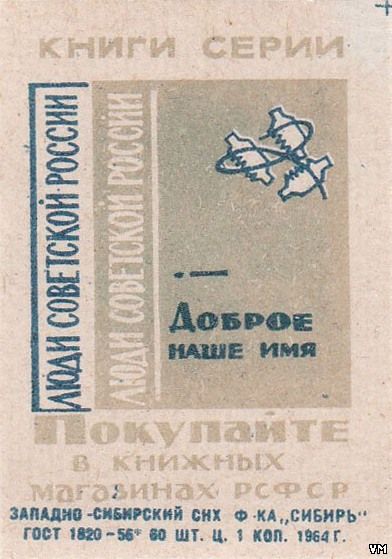 КНИГИ СЕРИИ
ЛЮДИ СОВЕТСКОЙ РОССИИ
ЛЮДИ СОВЕТСКОЙ РОССИИ
ДОБРОЕ
НАШЕ ИМЯ
ПОКУПАЙТЕ
В КНИЖНЫХ
МАГАЗИНАХ РСФСР
ЗАПАДНО-СИБИРСКИЙ СНХ Ф-КА „СИБИРЬ"
ГОСТ 1820-56* 60 ШТ. Ц. 1 КОП. 1964 Г.
VM